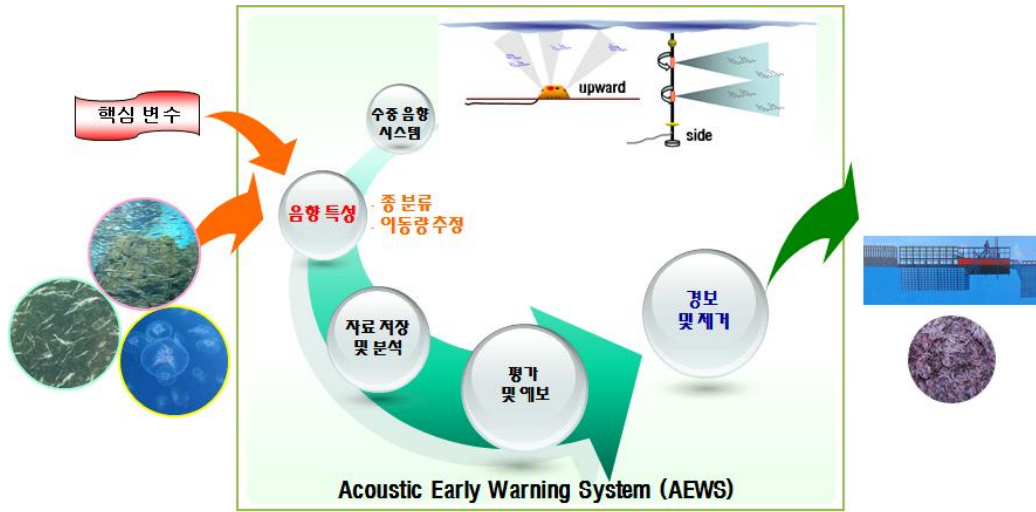 핵심 변수
수중 음향
시스템
upward
side
음향 특성
· 종 분류
· 이동량 추정
자료 저장
및 분석
평가
및 예보
경보
및 제거
Acoustic Early Warning System (AEWS)